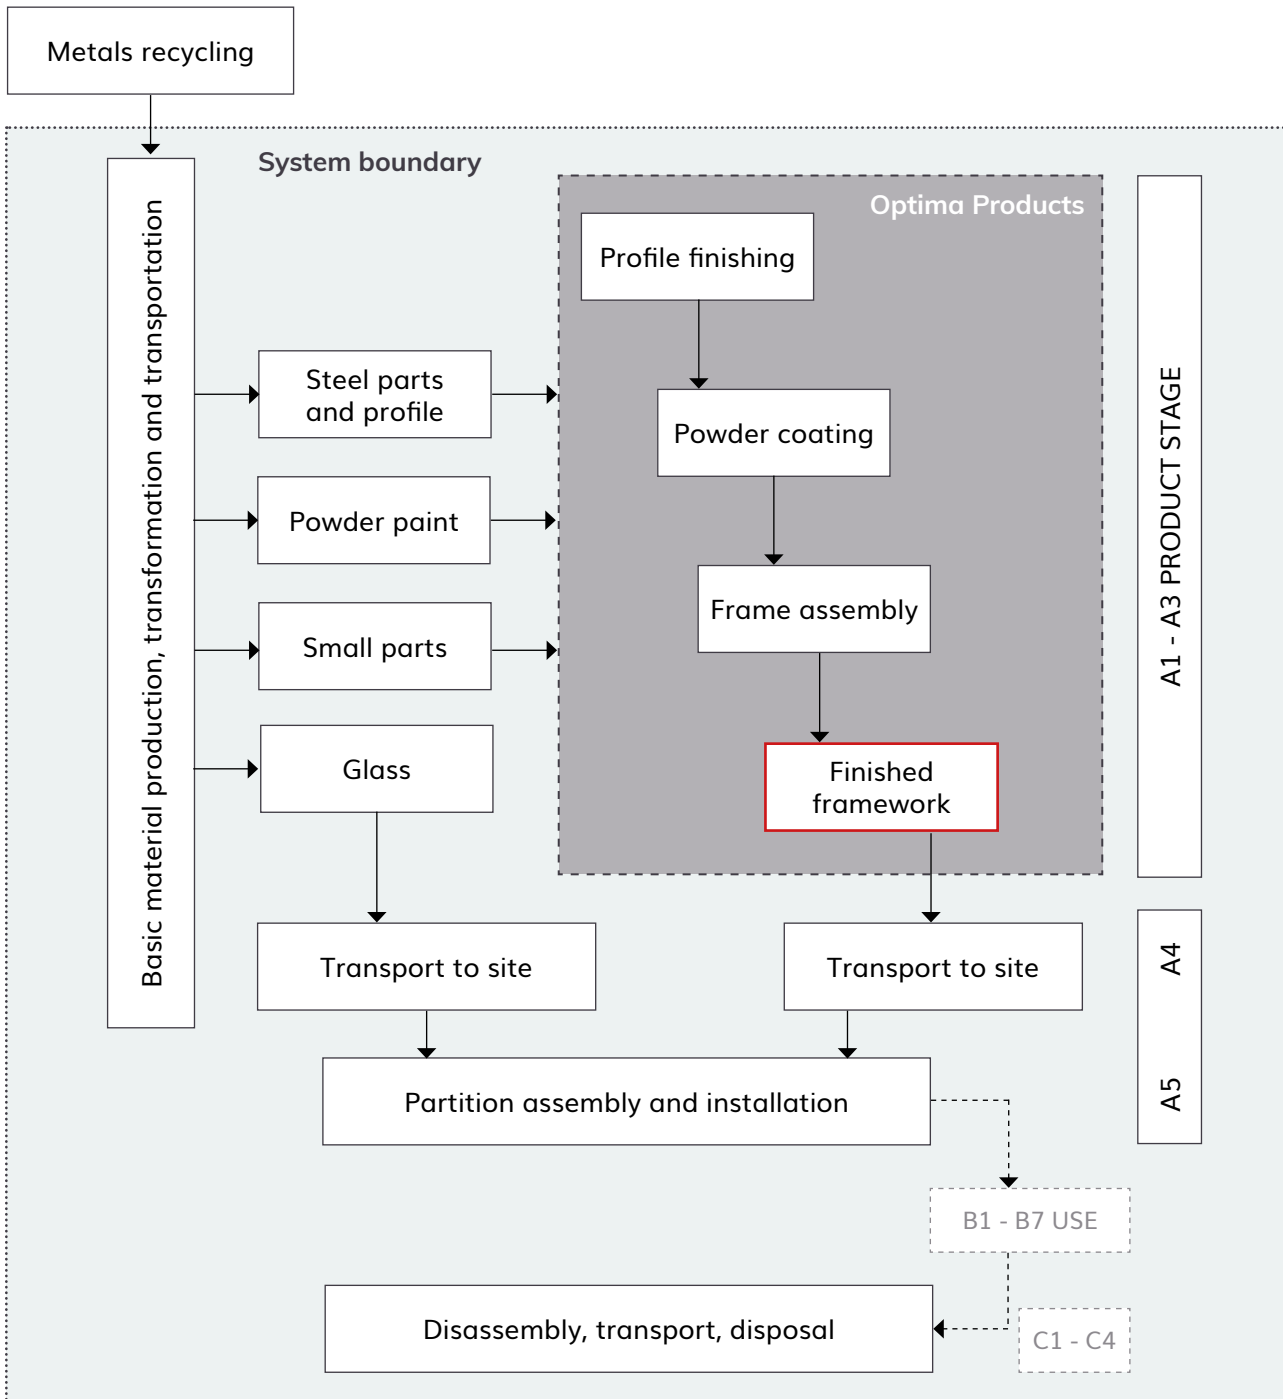 Metals recycling
System boundary
Basic material production, transformation and transportation
Optima Products
Profile finishing
Steel parts
and profile
Powder coating
Powder paint
Frame assembly
Small parts
Glass
Finished
framework
A1 - A3 PRODUCT STAGE
Transport to site
Transport to site
A4
Partition assembly and installation
A5
B1 - B7 USE
Disassembly, transport, disposal
C1 - C4